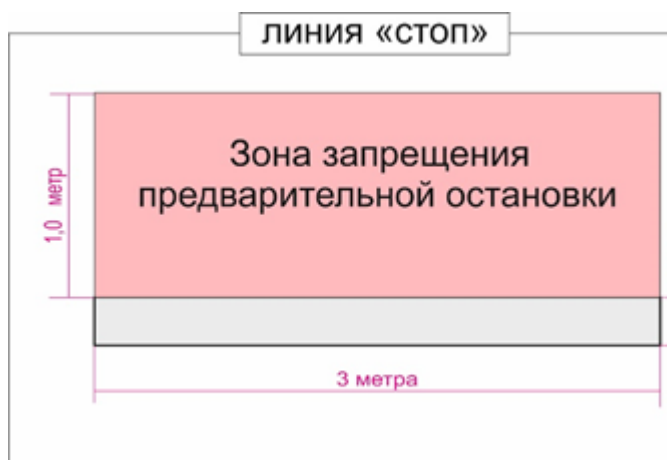 ЛИНИЯ «СТОП»
Зона запрещения
предварительной остановки
1,0 метр
3 метра